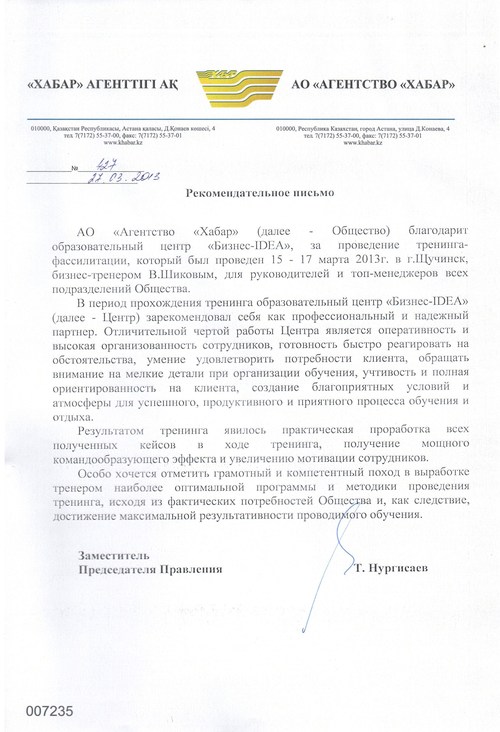 «ХАБАР» АГЕНТТІГІ АҚ
АО «АГЕНТСТВО «ХАБАР»
010000, Қазақстан Республикасы, Астана қаласы, Д.Қонаев көшесі, 4
тел. 7(7172) 55-37-00, факс: 7(7172) 55-37-01
www.khabar.kz
010000, Республика Казахстан, город Астана, улица Д.Конаева, 4
тел. 7(7172) 55-37-00, факс: 7(7172) 55-37-01
www.khabar.kz
№ 427
27.03.2013
Рекомендательное письмо
АО «Агентство «Хабар» (далее - Общество) благодарит
образовательный центр «Бизнес-IDEA», за проведение тренинга-
фассилитации, который был проведен 15 - 17 марта 2013г. в г.Щучинск,
бизнес-тренером В.Шиковым, для руководителей и топ-менеджеров всех
подразделений Общества.
В период прохождения тренинга образовательный центр «Бизнес-IDEA»
(далее - Центр) зарекомендовал себя как профессиональный и надежный
партнер. Отличительной чертой работы Центра является оперативность и
высокая организованность сотрудников, готовность быстро реагировать на
обстоятельства, умение удовлетворить потребности клиента, обращать
внимание на мелкие детали при организации обучения, учтивость и полная
ориентированность на клиента, создание благоприятных условий и
атмосферы для успешного, продуктивного и приятного процесса обучения и
отдыха.
Результатом тренинга явилось практическая проработка всех
полученных кейсов в ходе тренинга, получение мощного
командообразующего эффекта и увеличению мотивации сотрудников.
Особо хочется отметить грамотный и компетентный поход в выработке
тренером наиболее оптимальной программы и методики проведения
тренинга, исходя из фактических потребностей Общества и, как следствие,
достижение максимальной результативности проводимого обучения.
Заместитель
Председателя Правления
Т. Нургисаев
007235